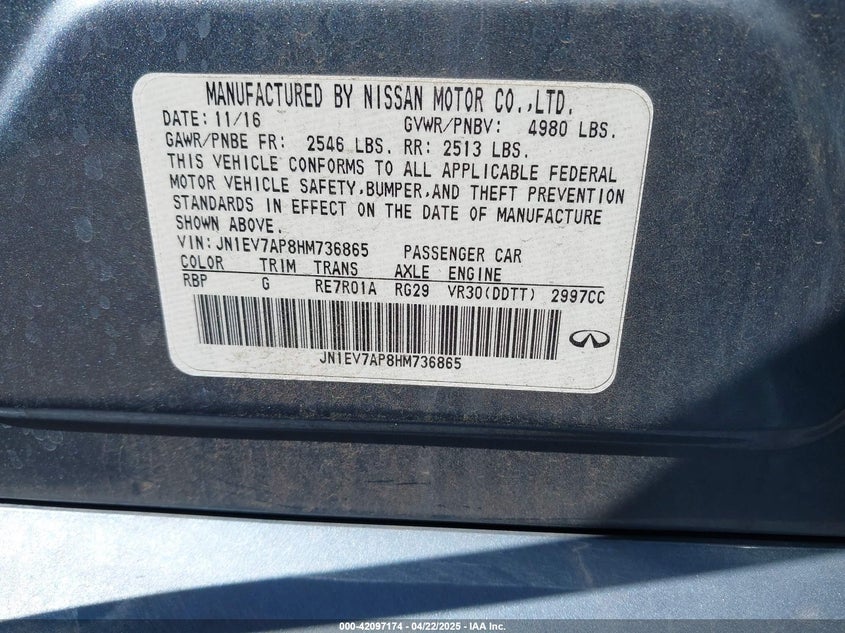 MANUFACTURED BY NISSAN MOTOR CO.,LTD.
DATE: 11/16 GVWR/PNBV: 4980 LBS.
GAWR/PNBE FR: 2546 LBS. RR: 2513 LBS.
THIS VEHICLE CONFORMS TO ALL APPLICABLE FEDERAL
MOTOR VEHICLE SAFETY,BUMPER,AND THEFT PREVENTION
STANDARDS IN EFFECT ON THE DATE OF MANUFACTURE
SHOWN ABOVE.
VIN:JN1EV7AP8HM736865 PASSENGER CAR
COLOR TRIM TRANS AXLE ENGINE
RBP G RE7R01A RG29 VR30(DDTT) 2997CC
JN1EV7AP8HM736865
000-42097174 | 04/22/2025 - IAA Inc.